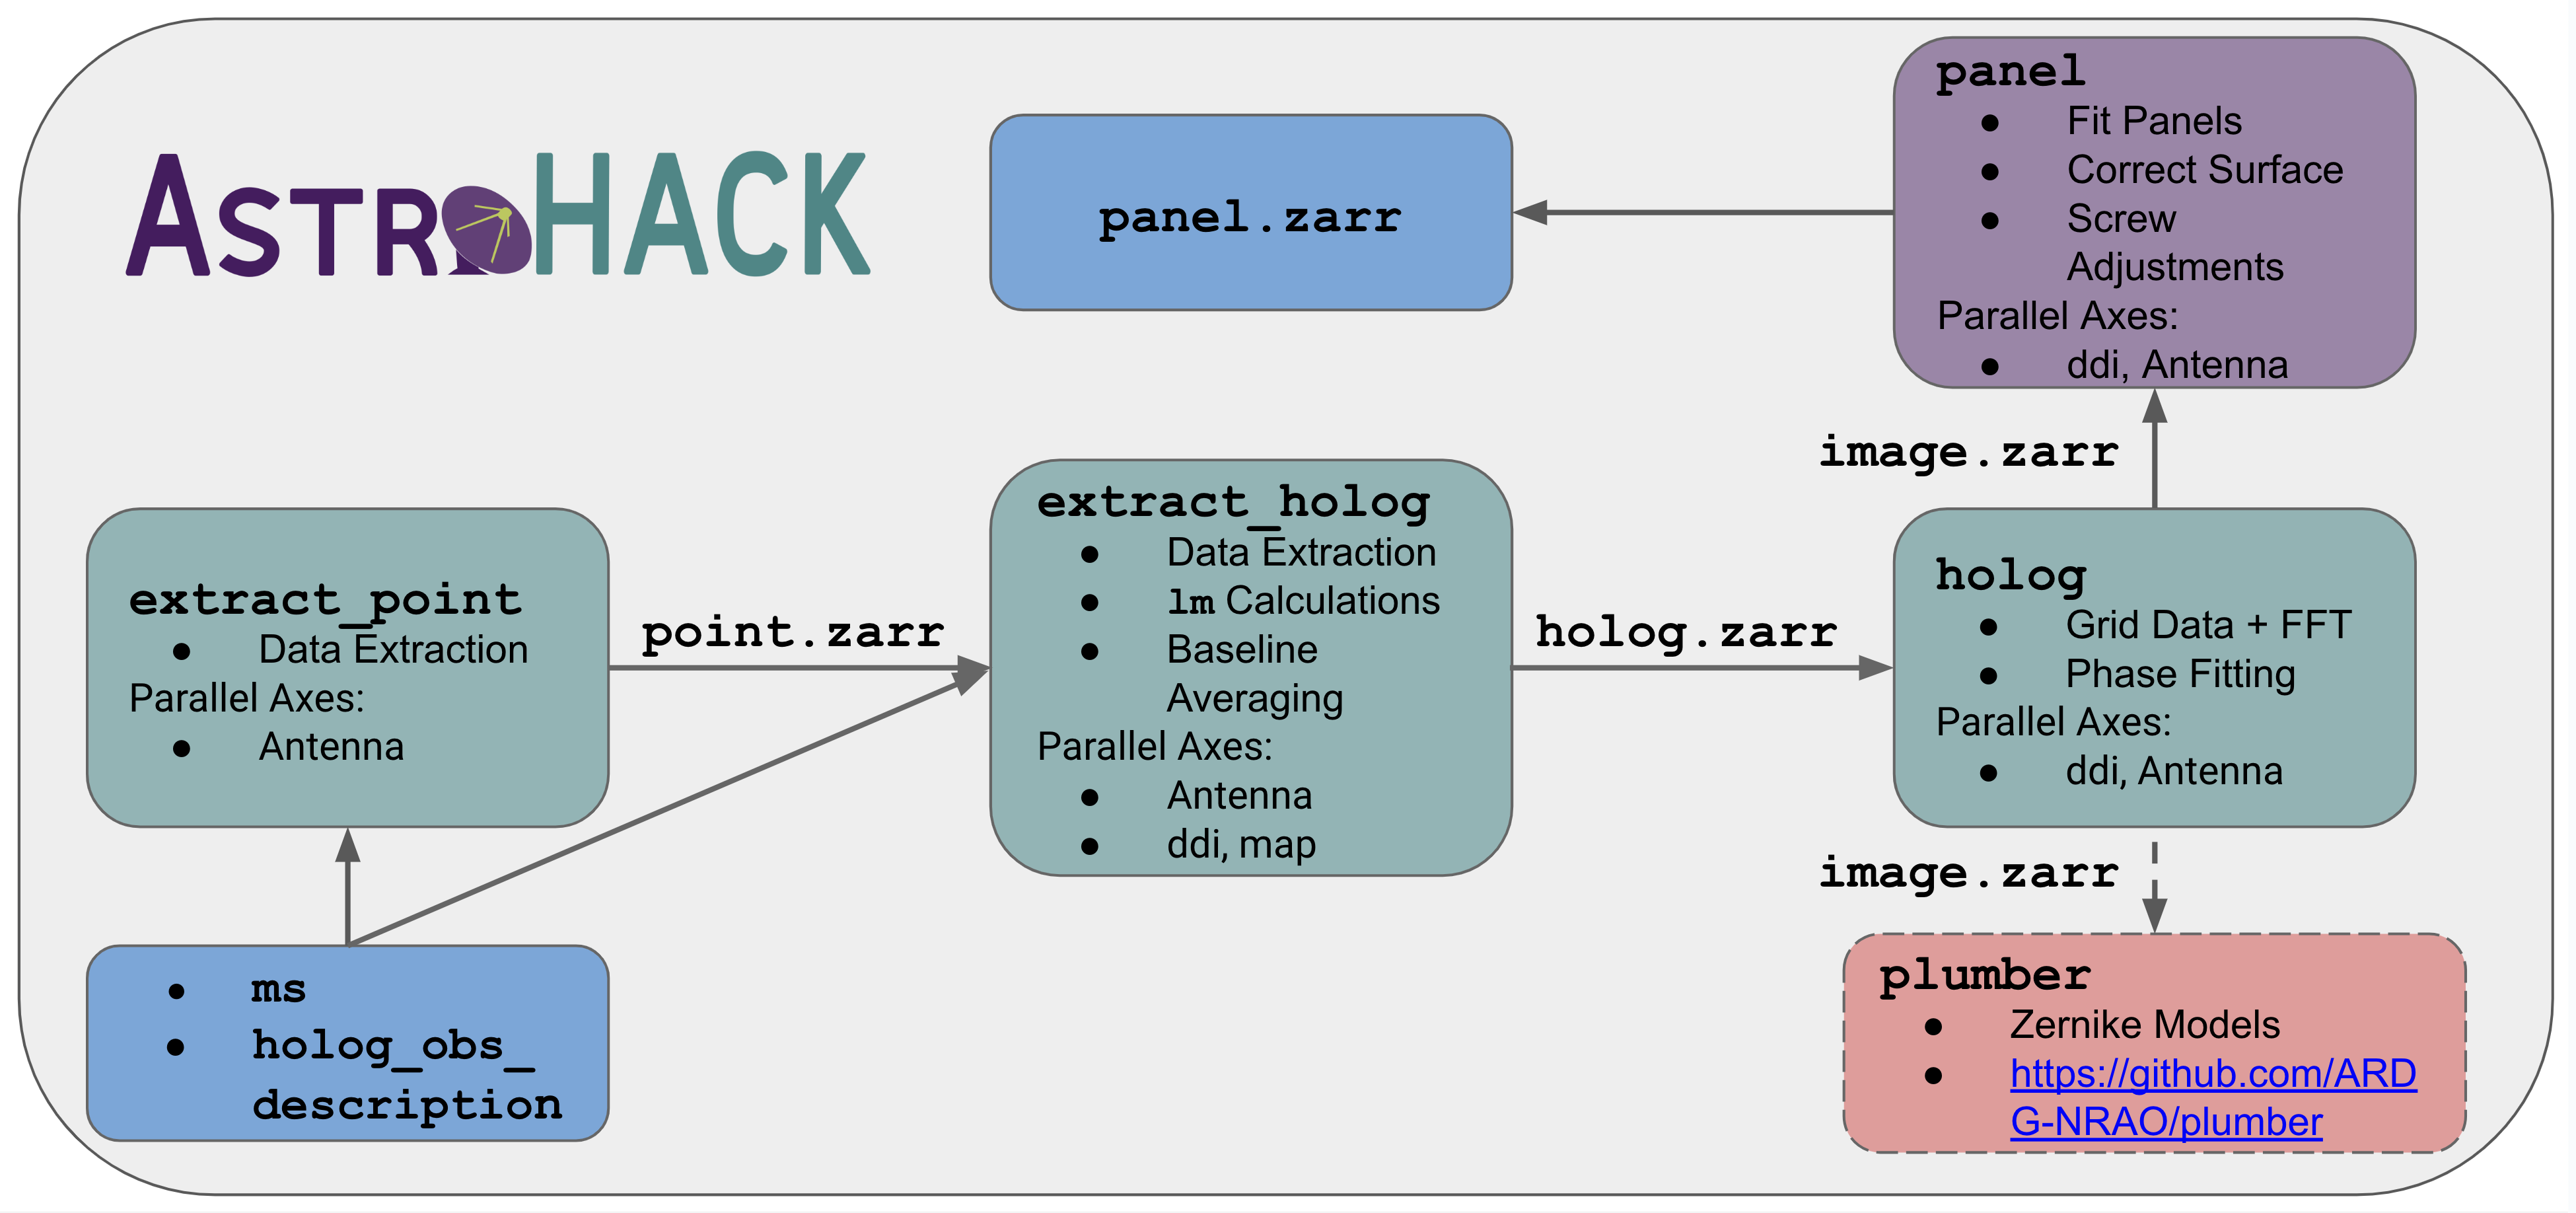 ASTROHACK
panel.zarr
panel
● Fit Panels
● Correct Surface
● Screw
Adjustments
Parallel Axes:
● ddi, Antenna
image.zarr
extract_point
● Data Extraction
Parallel Axes:
● Antenna
point.zarr
extract_holog
● Data Extraction
● lm Calculations
● Baseline
Averaging
Parallel Axes:
● Antenna
● ddi, map
holog.zarr
holog
● Grid Data + FFT
● Phase Fitting
Parallel Axes:
● ddi, Antenna
image.zarr
● ms
● holog_obs_
description
plumber
● Zernike Models
● https://github.com/ARD
G-NRAO/plumber